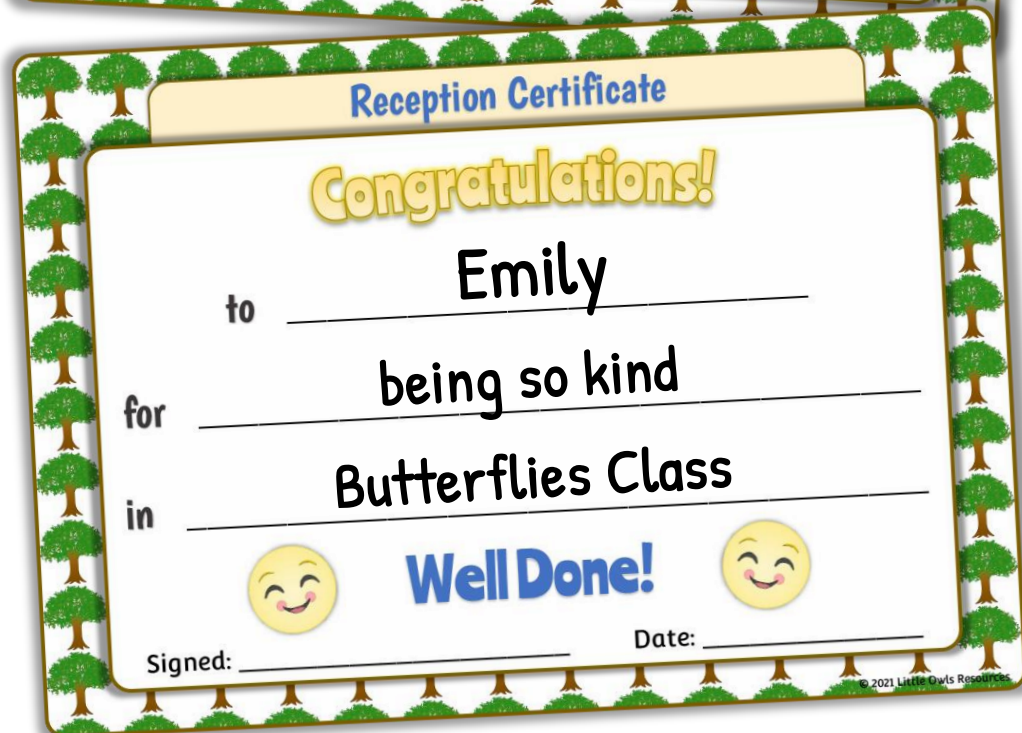 Reception Certificate
Congratulations!
to Emily
for being so kind
in Butterflies Class
Well Done!
Signed: Date:
© 2021 Little Owls Resources